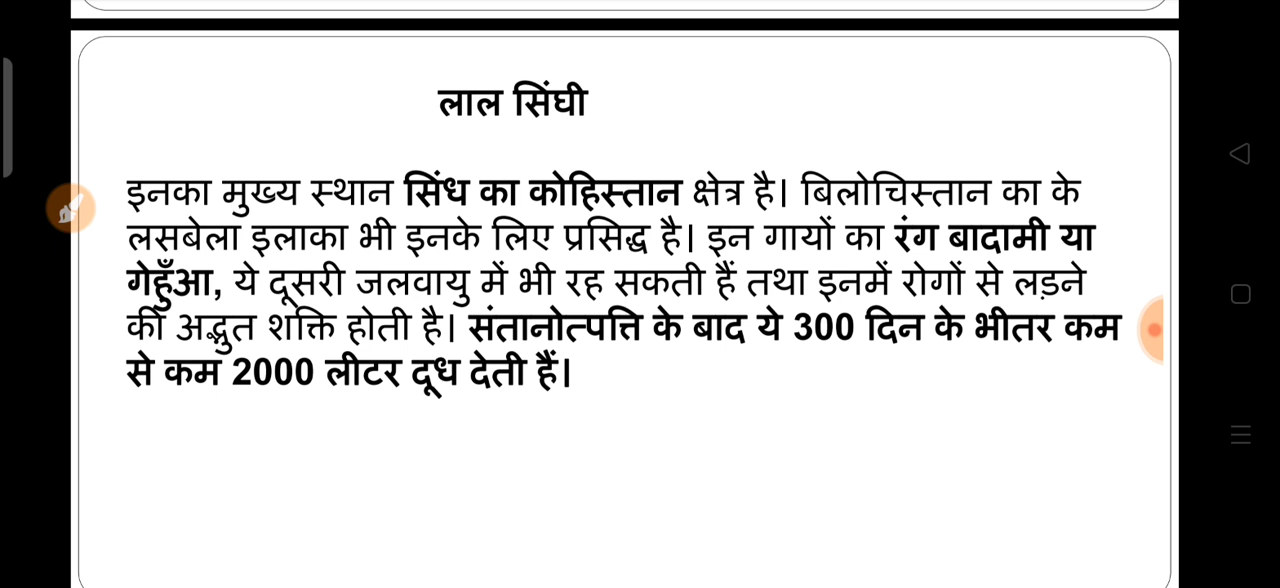 लाल सिंघी
इनका मुख्य स्थान सिंध का कोहिस्तान क्षेत्र है। बिलोचिस्तान का के
लसबेला इलाका भी इनके लिए प्रसिद्ध है। इन गायों का रंग बादामी या
गेहुँआ, ये दूसरी जलवायु में भी रह सकती हैं तथा इनमें रोगों से लड़ने
की अद्भुत शक्ति होती है। संतानोत्पत्ति के बाद ये 300 दिन के भीतर कम
से कम 2000 लीटर दूध देती हैं।